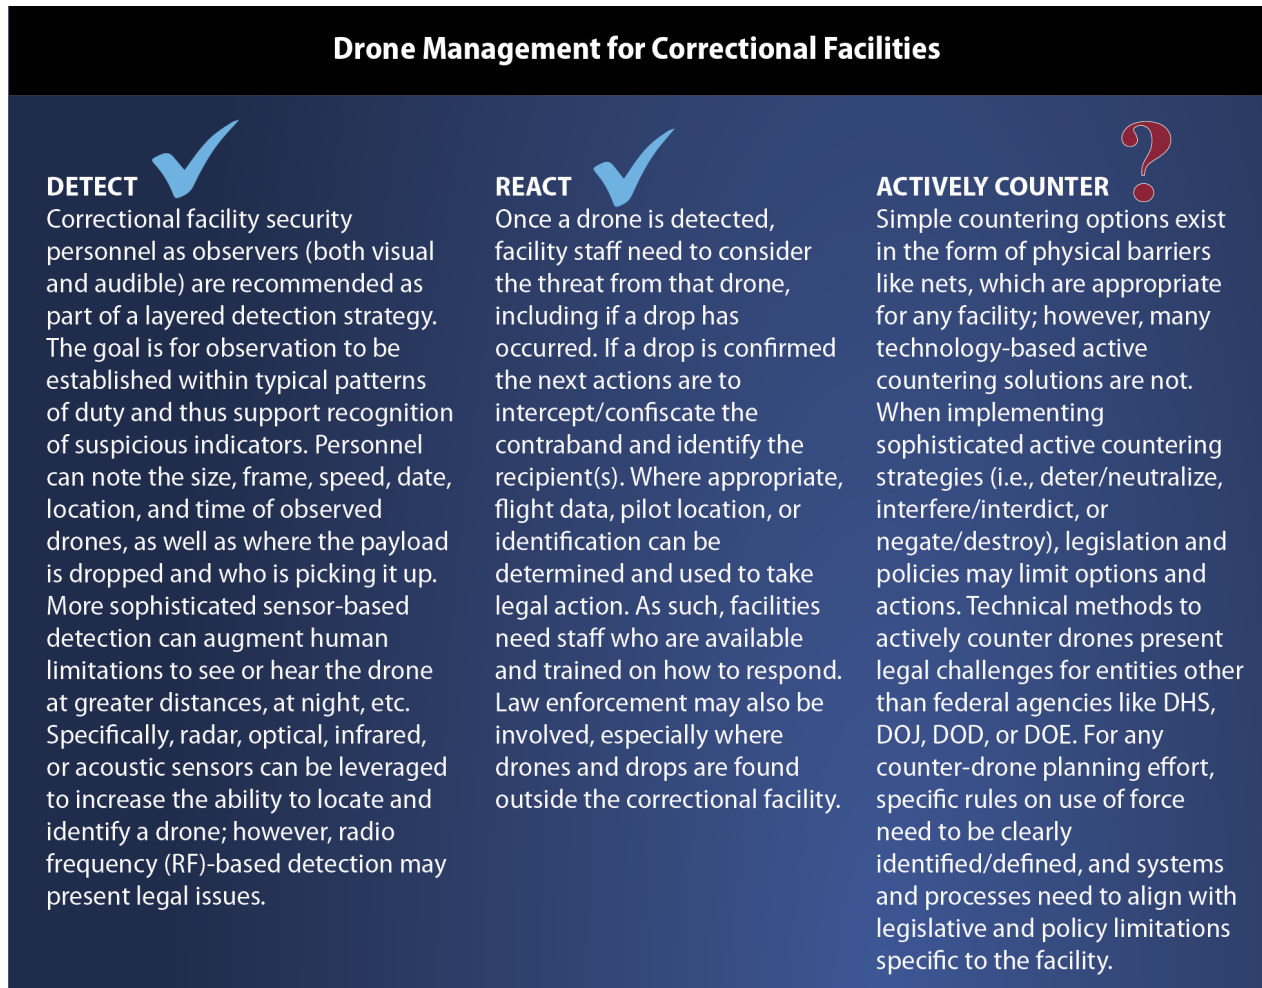 Drone Management for Correctional Facilities
DETECT
Correctional facility security
personnel as observers (both visual
and audible) are recommended as
part of a layered detection strategy.
The goal is for observation to be
established within typical patterns
of duty and thus support recognition
of suspicious indicators. Personnel
can note the size, frame, speed, date,
location, and time of observed
drones, as well as where the payload
is dropped and who is picking it up.
More sophisticated sensor-based
detection can augment human
limitations to see or hear the drone
at greater distances, at night, etc.
Specifically, radar, optical, infrared,
or acoustic sensors can be leveraged
to increase the ability to locate and
identify a drone; however, radio
frequency (RF)-based detection may
present legal issues.
REACT
Once a drone is detected,
facility staff need to consider
the threat from that drone,
including if a drop has
occurred. If a drop is confirmed
the next actions are to
intercept/confiscate the
contraband and identify the
recipient(s). Where appropriate,
flight data, pilot location, or
identification can be
determined and used to take
legal action. As such, facilities
need staff who are available
and trained on how to respond.
Law enforcement may also be
involved, especially where
drones and drops are found
outside the correctional facility.
ACTIVELY COUNTER ?
Simple countering options exist
in the form of physical barriers
like nets, which are appropriate
for any facility; however, many
technology-based active
countering solutions are not.
When implementing
sophisticated active countering
strategies (i.e., deter/neutralize,
interfere/interdict, or
negate/destroy), legislation and
policies may limit options and
actions. Technical methods to
actively counter drones present
legal challenges for entities other
than federal agencies like DHS,
DOJ, DOD, or DOE. For any
counter-drone planning effort,
specific rules on use of force
need to be clearly
identified/defined, and systems
and processes need to align with
legislative and policy limitations
specific to the facility.